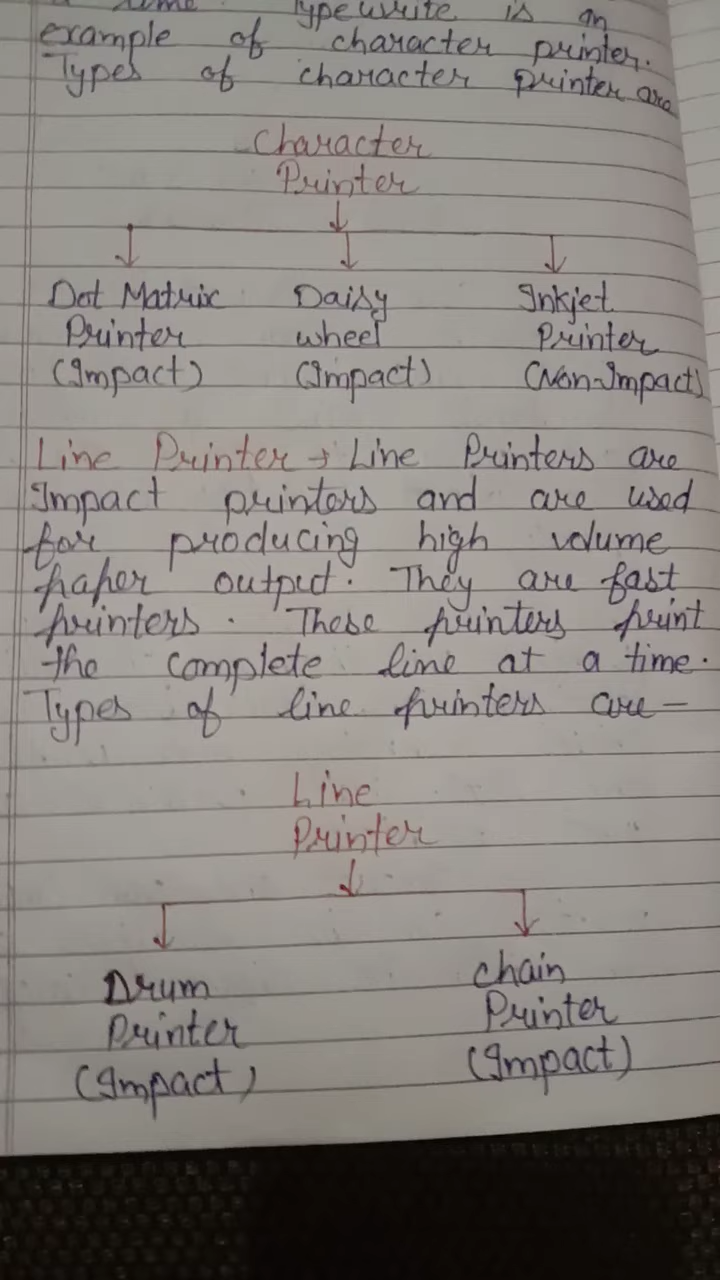 time. Typewrite is an
example of character printer.
Types of character printer are
Character
Printer
Dot Matrix Daisy Inkjet
Printer wheel Printer
(Impact) (Impact) (Non-Impact)
Line Printer → Line Printers are
Impact printers and are used
for producing high volume
paper output. They are fast
printers. These printers print
the complete line at a time.
Types of line printers are -
Line
Printer
Drum chain
Printer Printer
(Impact) (Impact)